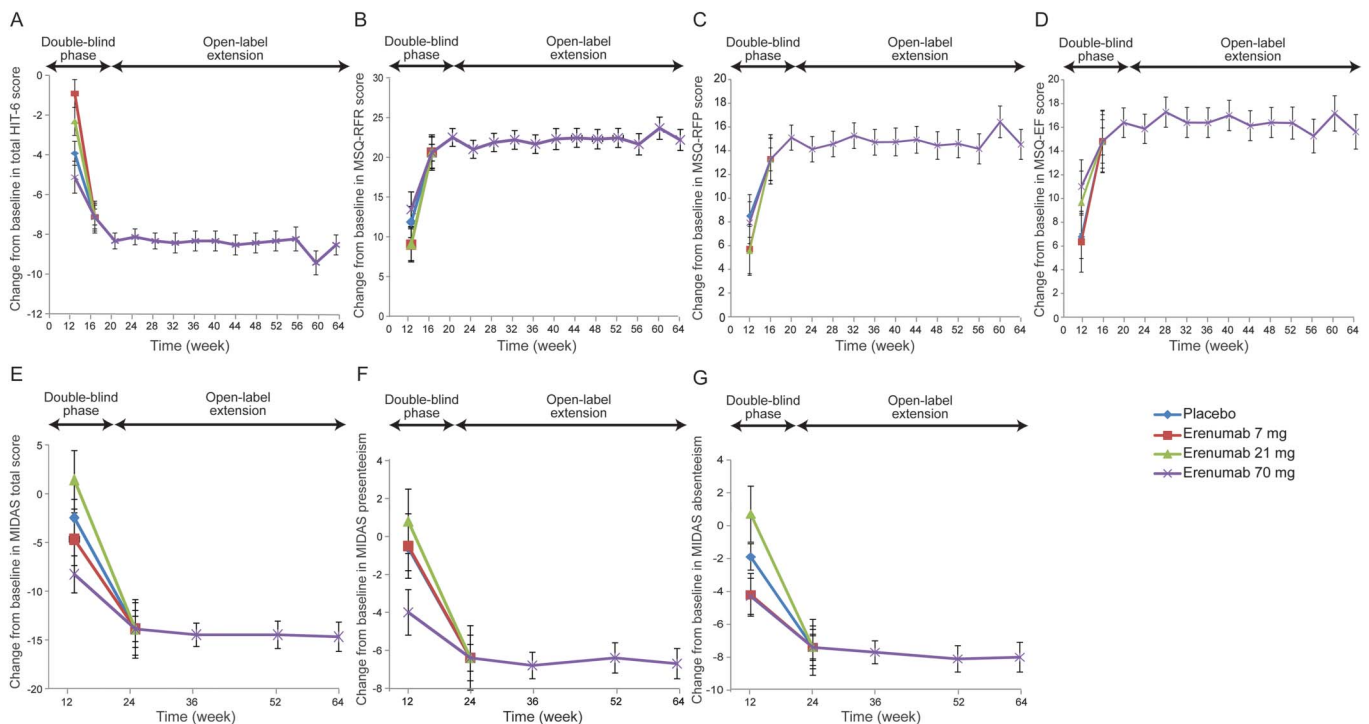 A
Double-blind
phase
Open-label
extension
Change from baseline in total HIT-6 score
0
-2
-4
-6
-8
-10
-12
0 12 16 20 24 28 32 36 40 44 48 52 56 60 64
Time (week)
B
Double-blind
phase
Open-label
extension
Change from baseline in MSQ-RFR score
30
25
20
15
10
5
0
0 12 16 20 24 28 32 36 40 44 48 52 56 60 64
Time (week)
C
Double-blind
phase
Open-label
extension
Change from baseline in MSQ-RFP score
20
18
16
14
12
10
8
6
4
2
0
0 12 16 20 24 28 32 36 40 44 48 52 56 60 64
Time (week)
D
Double-blind
phase
Open-label
extension
Change from baseline in MSQ-EF score
20
18
16
14
12
10
8
6
4
2
0
0 12 16 20 24 28 32 36 40 44 48 52 56 60 64
Time (week)
E
Double-blind
phase
Open-label
extension
Change from baseline in MIDAS total score
5
0
-5
-10
-15
-20
12 24 36 52 64
Time (week)
F
Double-blind
phase
Open-label
extension
Change from baseline in MIDAS presenteeism
4
2
0
-2
-4
-6
-8
12 24 36 52 64
Time (week)
G
Double-blind
phase
Open-label
extension
Change from baseline in MIDAS absenteeism
4
2
0
-2
-4
-6
-8
-10
12 24 36 52 64
Time (week)
Placebo
Erenumab 7 mg
Erenumab 21 mg
Erenumab 70 mg